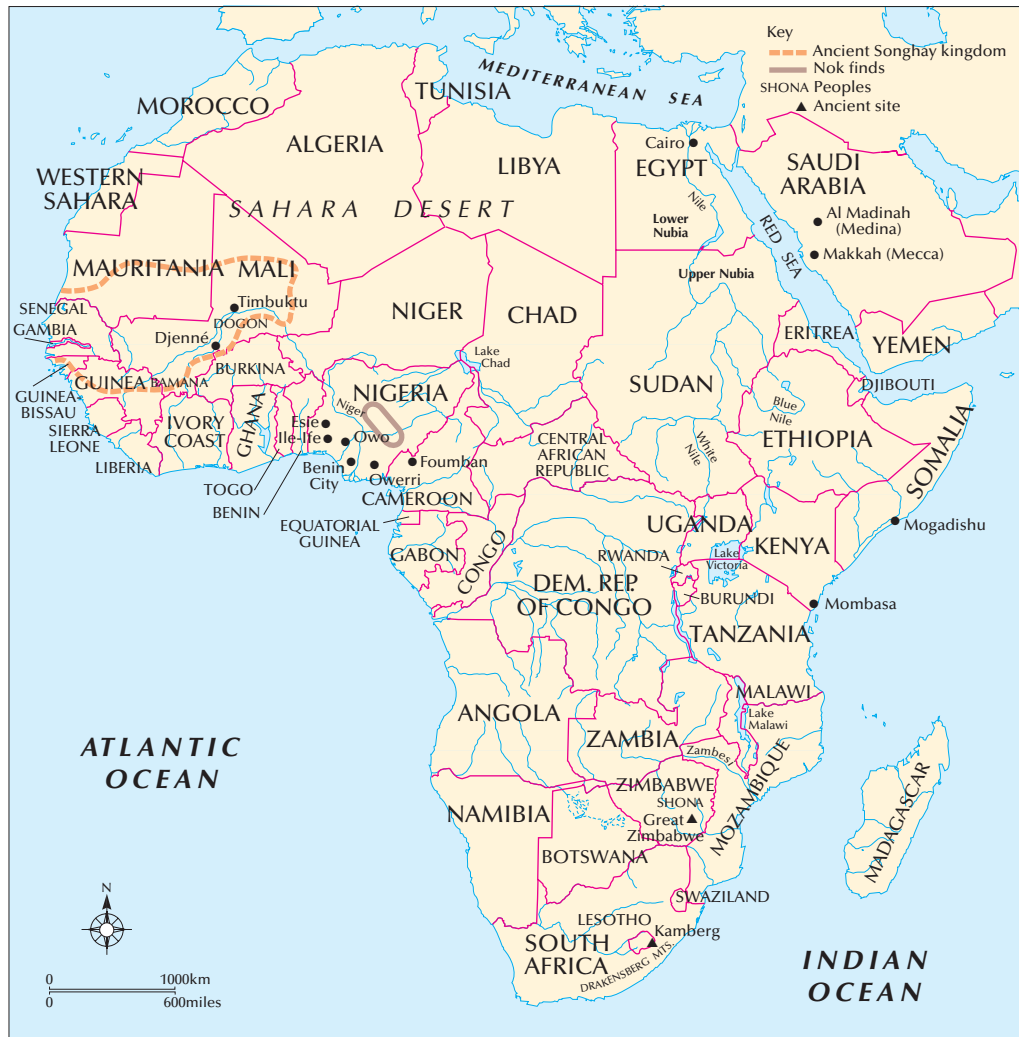 Key
Ancient Songhay kingdom
Nok finds
SHONA Peoples
Ancient site
MEDITERRANEAN SEA
MOROCCO
TUNISIA
ALGERIA
LIBYA
Cairo
EGYPT
SAUDI
ARABIA
WESTERN
SAHARA
Nile
SAHARA DESERT
Lower
Nubia
RED SEA
Al Madinah
(Medina)
Makkah (Mecca)
MAURITANIA
MALI
Upper Nubia
SENEGAL
GAMBIA
Timbuktu
DOGON
Djenné
NIGER
CHAD
ERITREA
YEMEN
Lake
Chad
BURKINA
GUINEA
BAMANA
NIGERIA
SUDAN
DJIBOUTI
GUINEA-
BISSAU
SIERRA
LEONE
LIBERIA
IVORY
COAST
GHANA
Niger
Esie
Ile-Ife
Owo
Benin
City
Owerri
Foumban
TOGO
BENIN
CAMEROON
CENTRAL
AFRICAN
REPUBLIC
Blue
Nile
White
Nile
ETHIOPIA
SOMALIA
EQUATORIAL
GUINEA
GABON
CONGO
UGANDA
KENYA
Mogadishu
RWANDA
Lake
Victoria
DEM. REP.
OF CONGO
BURUNDI
Mombasa
TANZANIA
MALAWI
Lake
Malawi
ANGOLA
ZAMBIA
Zambesi
MOZAMBIQUE
ATLANTIC
OCEAN
ZIMBABWE
SHONA
Great
Zimbabwe
NAMIBIA
BOTSWANA
MADAGASCAR
SWAZILAND
LESOTHO
Kamberg
SOUTH
AFRICA
DRAKENSBERG MTS.
N
0 1000km
0 600miles
INDIAN
OCEAN